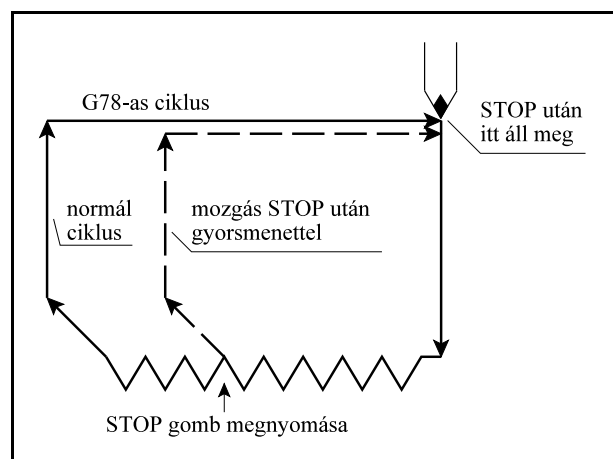 G78-as ciklus
STOP után
itt áll meg
normál
ciklus
mozgás STOP után
gyorsmenettel
STOP gomb megnyomása